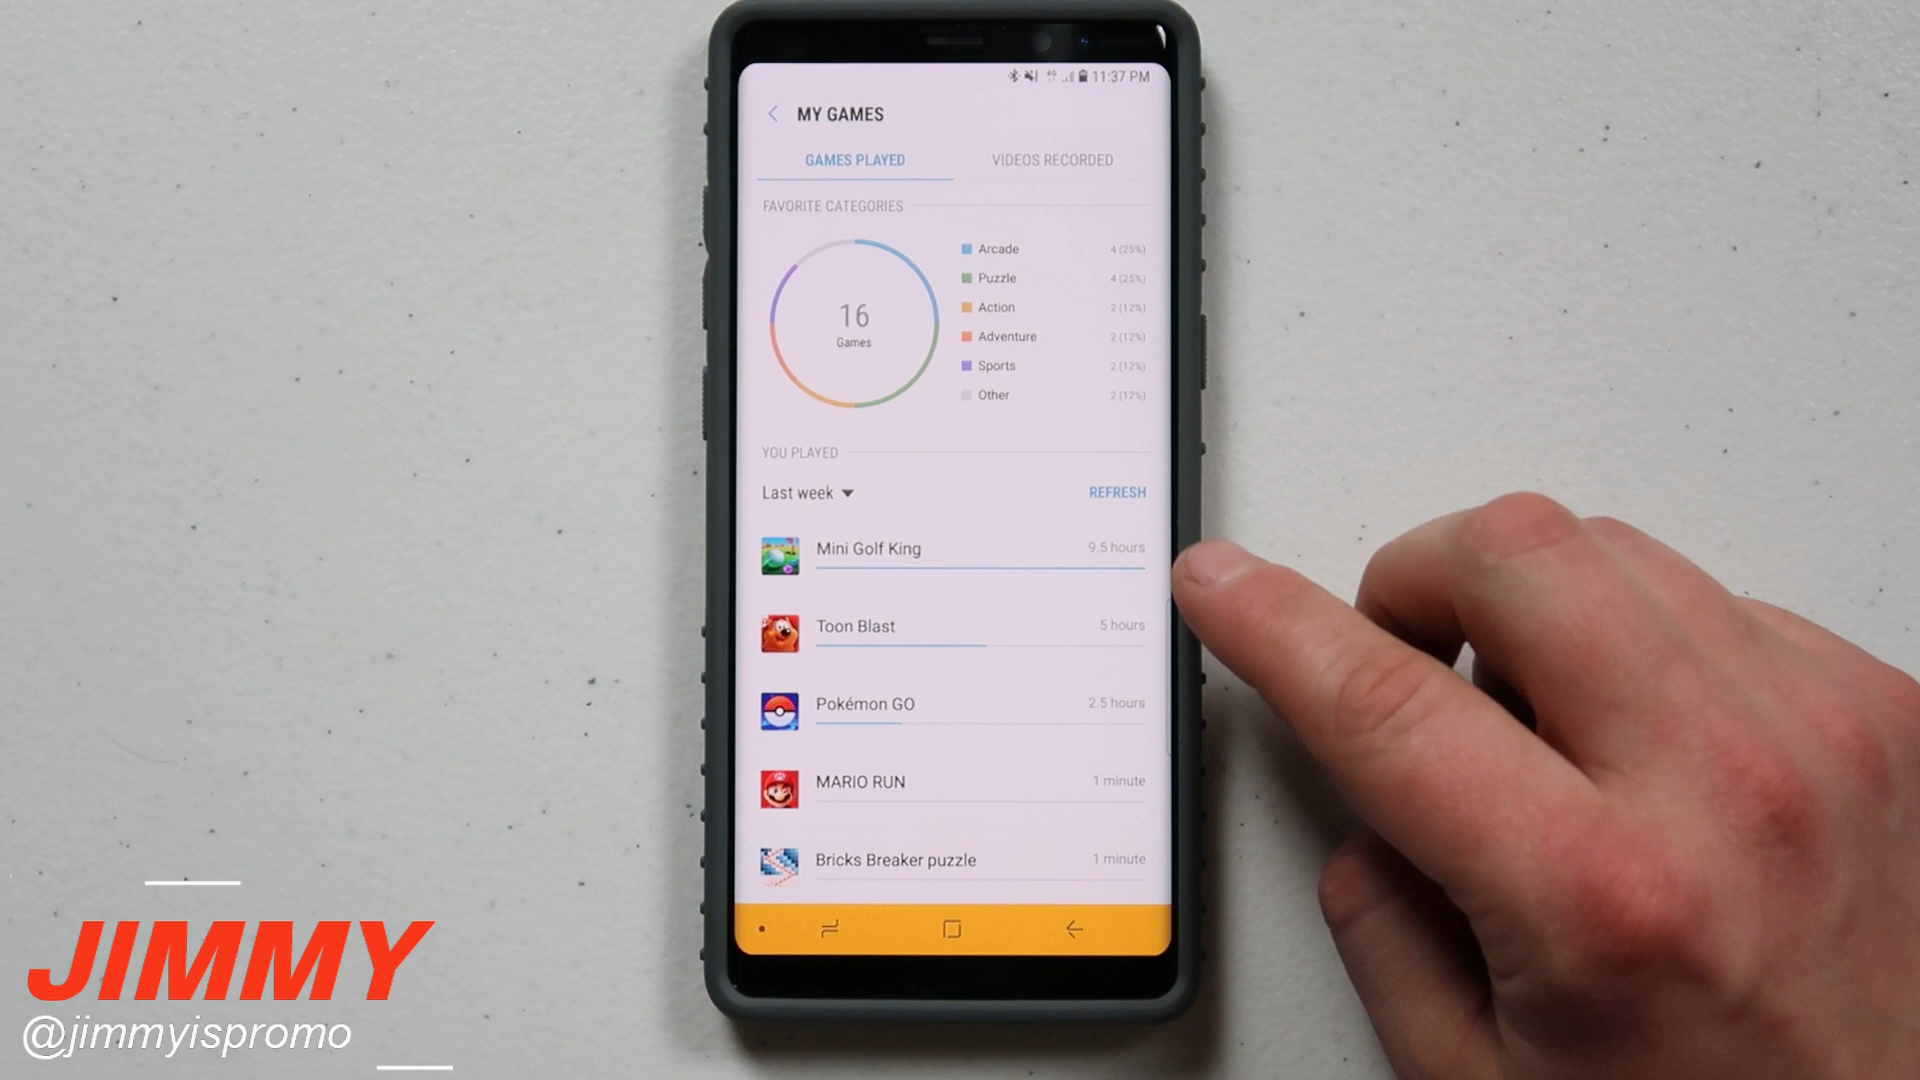 4G 11:37 PM
MY GAMES
GAMES PLAYED VIDEOS RECORDED
FAVORITE CATEGORIES
16
Games
Arcade 4 (25%)
Puzzle 4 (25%)
Action 2 (12%)
Adventure 2 (12%)
Sports 2 (12%)
Other 2 (12%)
YOU PLAYED
Last week REFRESH
Mini Golf King 9.5 hours
Toon Blast 5 hours
Pokémon GO 2.5 hours
MARIO RUN 1 minute
Bricks Breaker puzzle 1 minute
JIMMY
@jimmyispromo